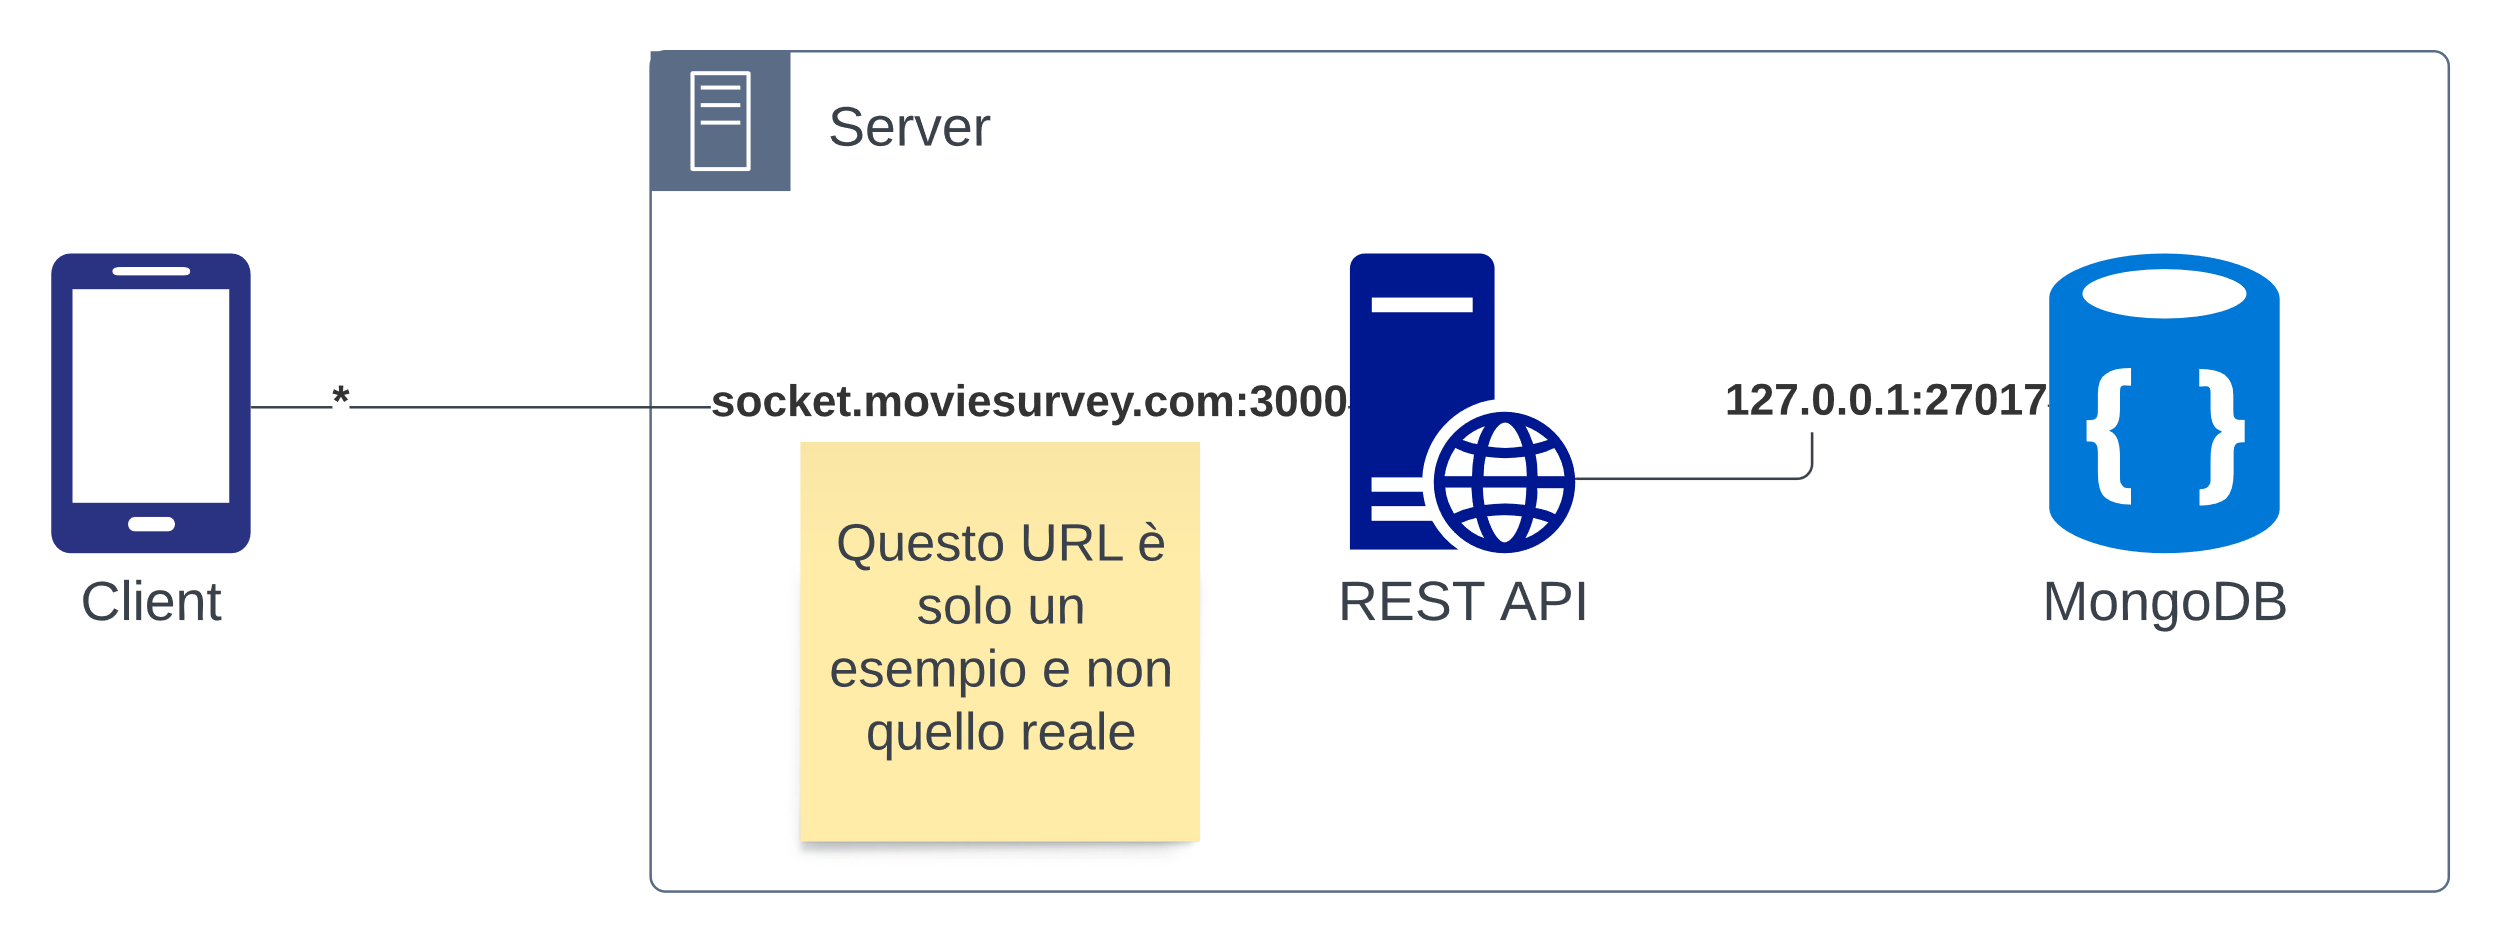 Server
*
socket.moviesurvey.com:3000
127.0.0.1:27017
{ }
Questo URL è
solo un
esempio e non
quello reale
Client
REST API
MongoDB